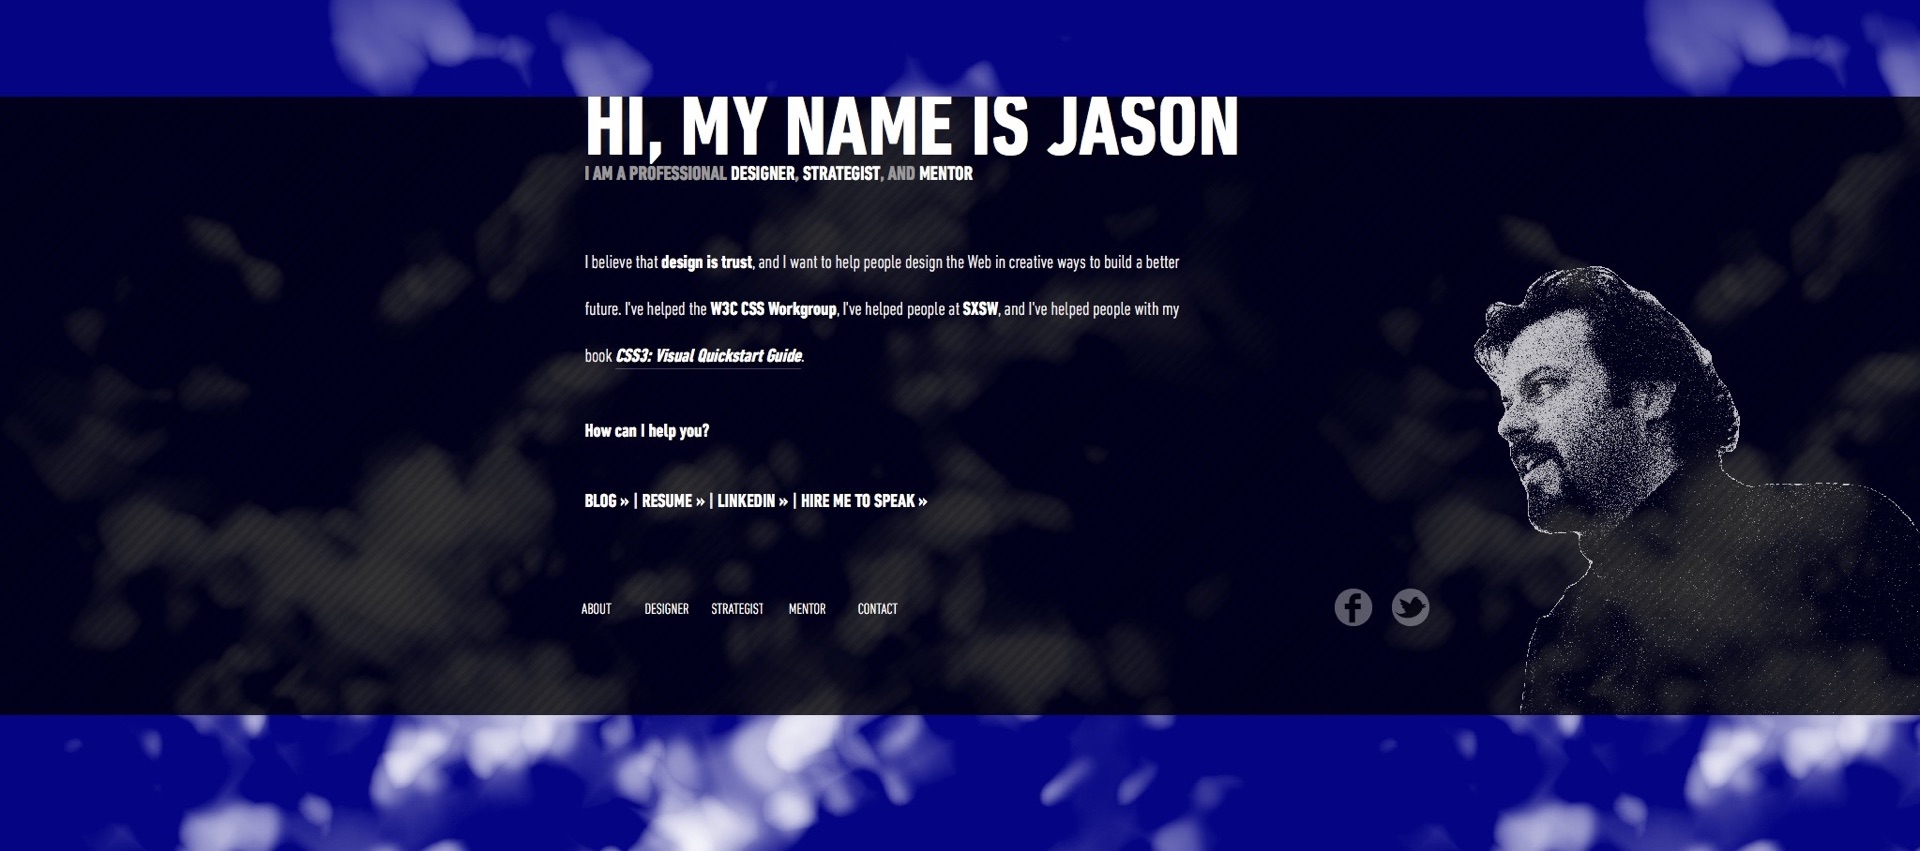 HI, MY NAME IS JASON
I AM A PROFESSIONAL DESIGNER, STRATEGIST, AND MENTOR
I believe that design is trust, and I want to help people design the Web in creative ways to build a better
future. I've helped the W3C CSS Workgroup, I've helped people at SXSW, and I've helped people with my
book CSS3: Visual Quickstart Guide.
How can I help you?
BLOG » | RESUME » | LINKEDIN » | HIRE ME TO SPEAK »
ABOUT DESIGNER STRATEGIST MENTOR CONTACT